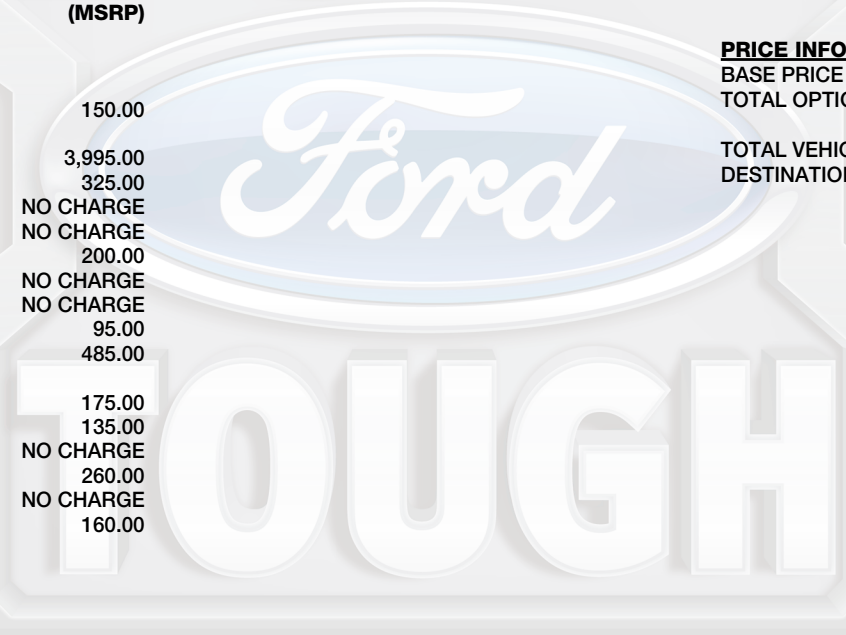 (MSRP)
150.00
3,995.00
325.00
NO CHARGE
NO CHARGE
200.00
NO CHARGE
NO CHARGE
95.00
485.00
175.00
135.00
NO CHARGE
260.00
NO CHARGE
160.00
PRICE INFO
BASE PRICE
TOTAL OPTIO
TOTAL VEHIC
DESTINATION
Ford
TOUGH